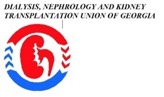 DIALYSIS, NEPHROLOGY AND KIDNEY
TRANSPLANTATION UNION OF GEORGIA